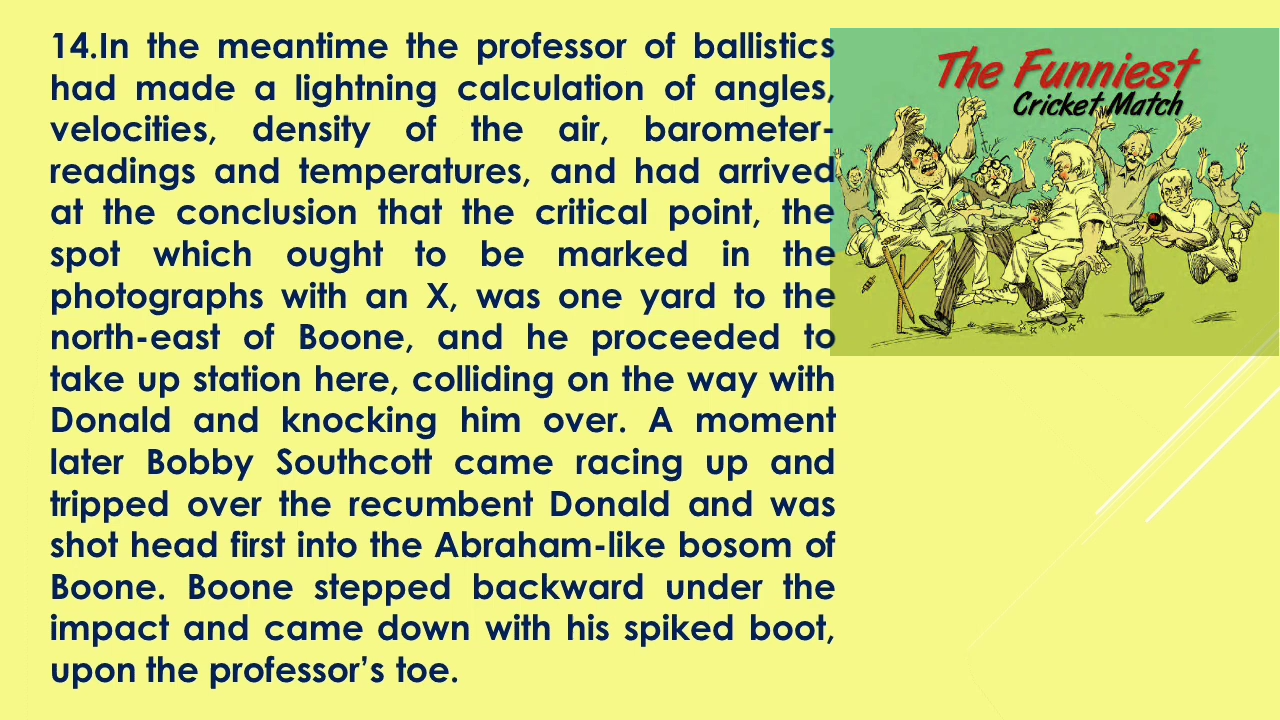 14.In the meantime the professor of ballistics
had made a lightning calculation of angles,
velocities, density of the air, barometer-
readings and temperatures, and had arrived
at the conclusion that the critical point, the
spot which ought to be marked in the
photographs with an X, was one yard to the
north-east of Boone, and he proceeded to
take up station here, colliding on the way with
Donald and knocking him over. A moment
later Bobby Southcott came racing up and
tripped over the recumbent Donald and was
shot head first into the Abraham-like bosom of
Boone. Boone stepped backward under the
impact and came down with his spiked boot,
upon the professor’s toe.
The Funniest
Cricket Match